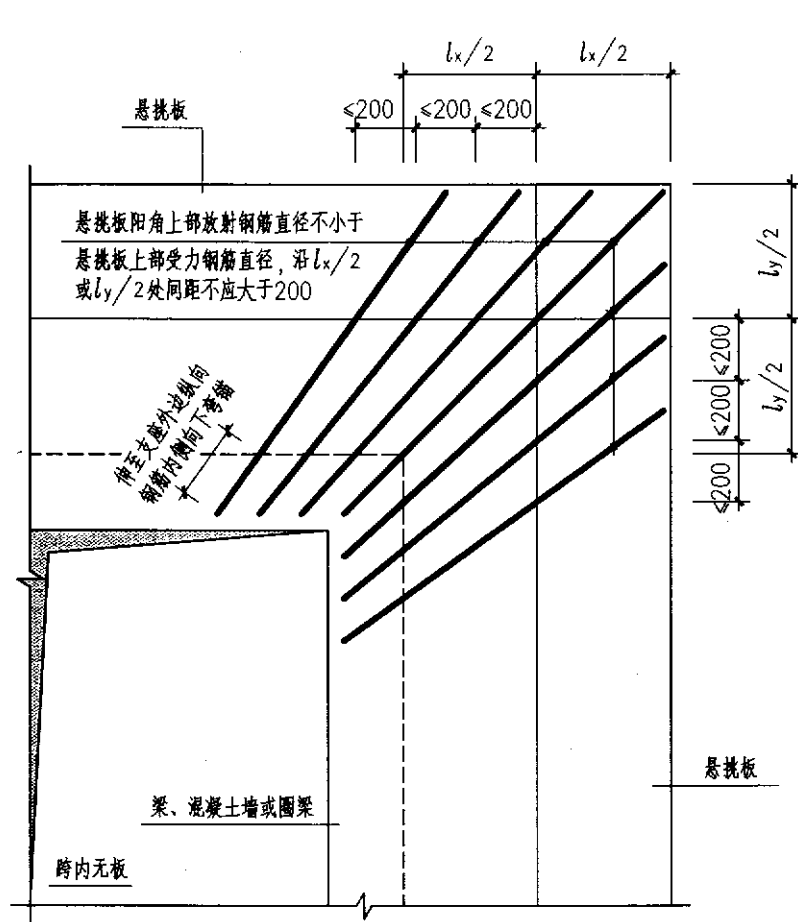 lx/2
lx/2
≤200
≤200
≤200
悬挑板
悬挑板阳角上部放射钢筋直径不小于
悬挑板上部受力钢筋直径, 沿lx/2
或ly/2处间距不应大于200
ly/2
ly/2
≤200
≤200
≤200
伸至支座外边纵向
钢筋内侧向下弯锚
悬挑板
梁、混凝土墙或圈梁
跨内无板